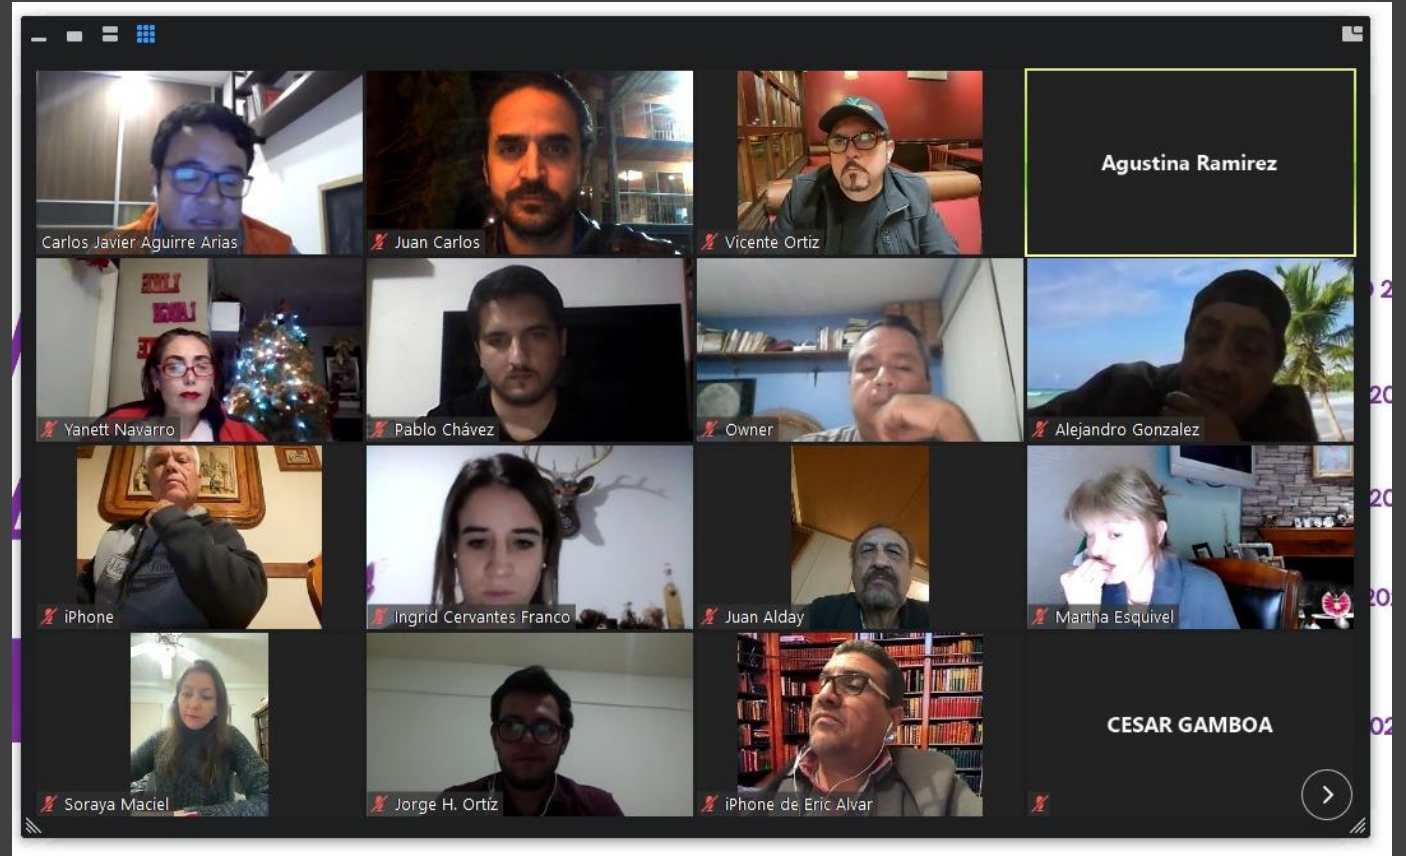 Carlos Javier Aguirre Arias
Juan Carlos
Vicente Ortiz
Agustina Ramirez
Yanett Navarro
Pablo Chávez
Owner
Alejandro Gonzalez
iPhone
Ingrid Cervantes Franco
Juan Alday
Martha Esquivel
Soraya Maciel
Jorge H. Ortíz
iPhone de Eric Alvar
CESAR GAMBOA